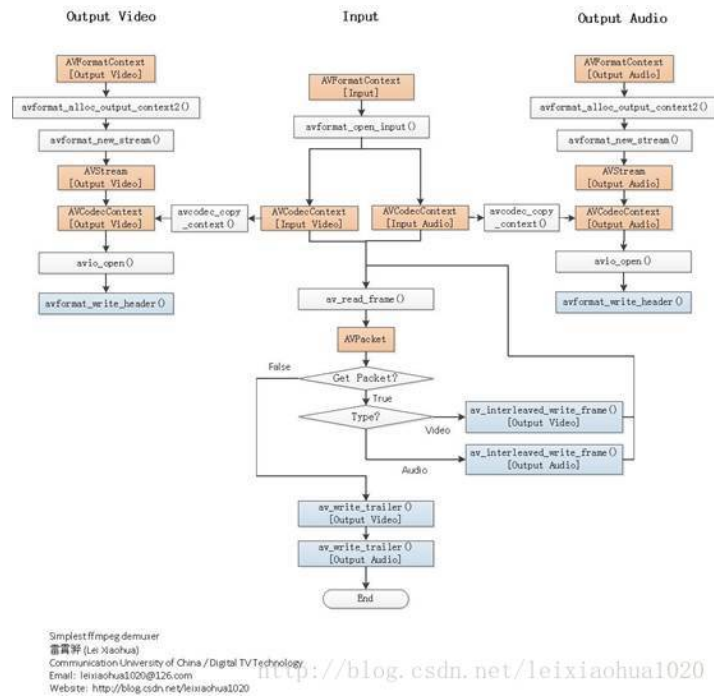 Output Video
Input
Output Audio
AVFormatContext
[Output Video]
avformat_alloc_output_context2()
avformat_new_stream()
AVStream
[Output Video]
AVCodecContext
[Output Video]
avio_open()
avformat_write_header()
avcodec_copy
_context()
AVFormatContext
[Input]
avformat_open_input()
AVCodecContext
[Input Video]
AVCodecContext
[Input Audio]
avcodec_copy
_context()
AVFormatContext
[Output Audio]
avformat_alloc_output_context2()
avformat_new_stream()
AVStream
[Output Audio]
AVCodecContext
[Output Audio]
avio_open()
avformat_write_header()
av_read_frame()
AVPacket
False
Get Packet?
True
Type?
Video
av_interleaved_write_frame()
[Output Video]
Audio
av_interleaved_write_frame()
[Output Audio]
av_write_trailer()
[Output Video]
av_write_trailer()
[Output Audio]
End
Simplest ffmpeg demuxer
雷霄骅 (Lei Xiaohua)
Communication University of China / Digital TV Technology
Email: leixiaohua1020@126.com
Website: http://blog.csdn.net/leixiaohua1020
http://blog.csdn.net/leixiaohua1020